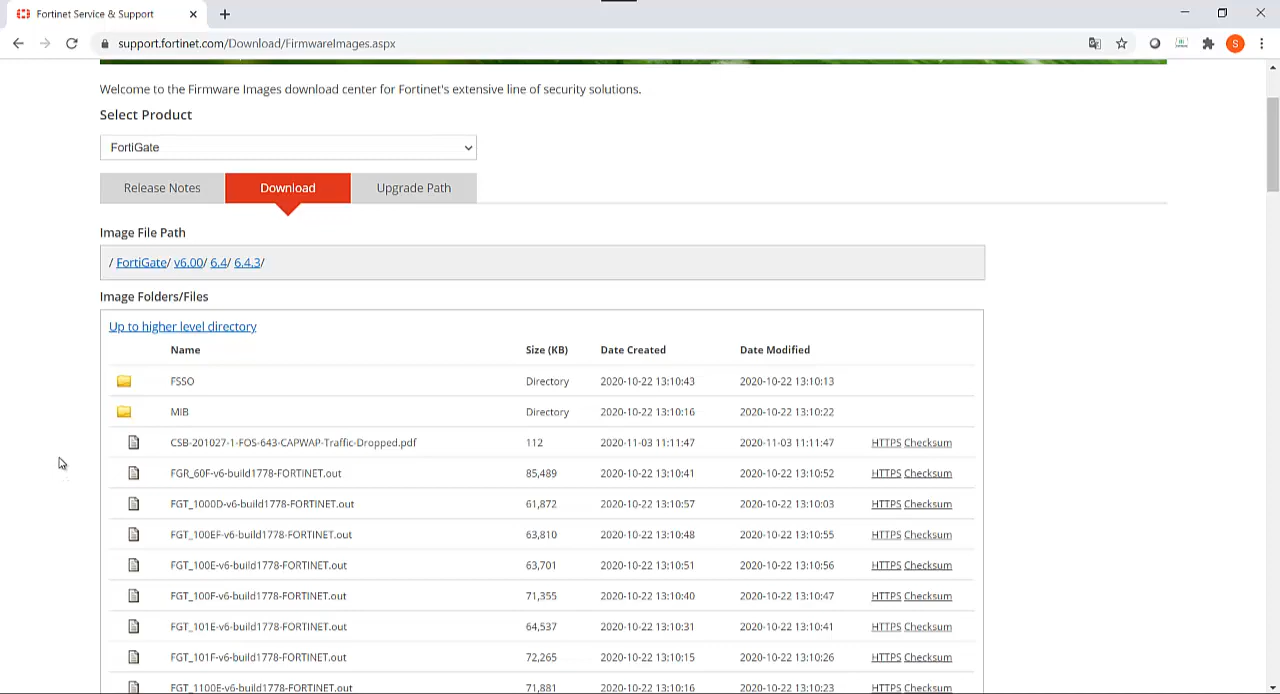 Fortinet Service & Support
support.fortinet.com/Download/FirmwareImages.aspx
S
Welcome to the Firmware Images download center for Fortinet's extensive line of security solutions.
Select Product
FortiGate
Release Notes Download Upgrade Path
Image File Path
/ FortiGate/ v6.00/ 6.4/ 6.4.3/
Image Folders/Files
Up to higher level directory
Name Size (KB) Date Created Date Modified
FSSO Directory 2020-10-22 13:10:43 2020-10-22 13:10:13
MIB Directory 2020-10-22 13:10:16 2020-10-22 13:10:22
CSB-201027-1-FOS-643-CAPWAP-Traffic-Dropped.pdf 112 2020-11-03 11:11:47 2020-11-03 11:11:47 HTTPS Checksum
FGR_60F-v6-build1778-FORTINET.out 85,489 2020-10-22 13:10:41 2020-10-22 13:10:52 HTTPS Checksum
FGT_1000D-v6-build1778-FORTINET.out 61,872 2020-10-22 13:10:57 2020-10-22 13:10:03 HTTPS Checksum
FGT_100EF-v6-build1778-FORTINET.out 63,810 2020-10-22 13:10:48 2020-10-22 13:10:55 HTTPS Checksum
FGT_100E-v6-build1778-FORTINET.out 63,701 2020-10-22 13:10:51 2020-10-22 13:10:56 HTTPS Checksum
FGT_100F-v6-build1778-FORTINET.out 71,355 2020-10-22 13:10:40 2020-10-22 13:10:47 HTTPS Checksum
FGT_101E-v6-build1778-FORTINET.out 64,537 2020-10-22 13:10:31 2020-10-22 13:10:41 HTTPS Checksum
FGT_101F-v6-build1778-FORTINET.out 72,265 2020-10-22 13:10:15 2020-10-22 13:10:26 HTTPS Checksum
FGT_1100E-v6-build1778-FORTINET.out 71,881 2020-10-22 13:10:16 2020-10-22 13:10:23 HTTPS Checksum